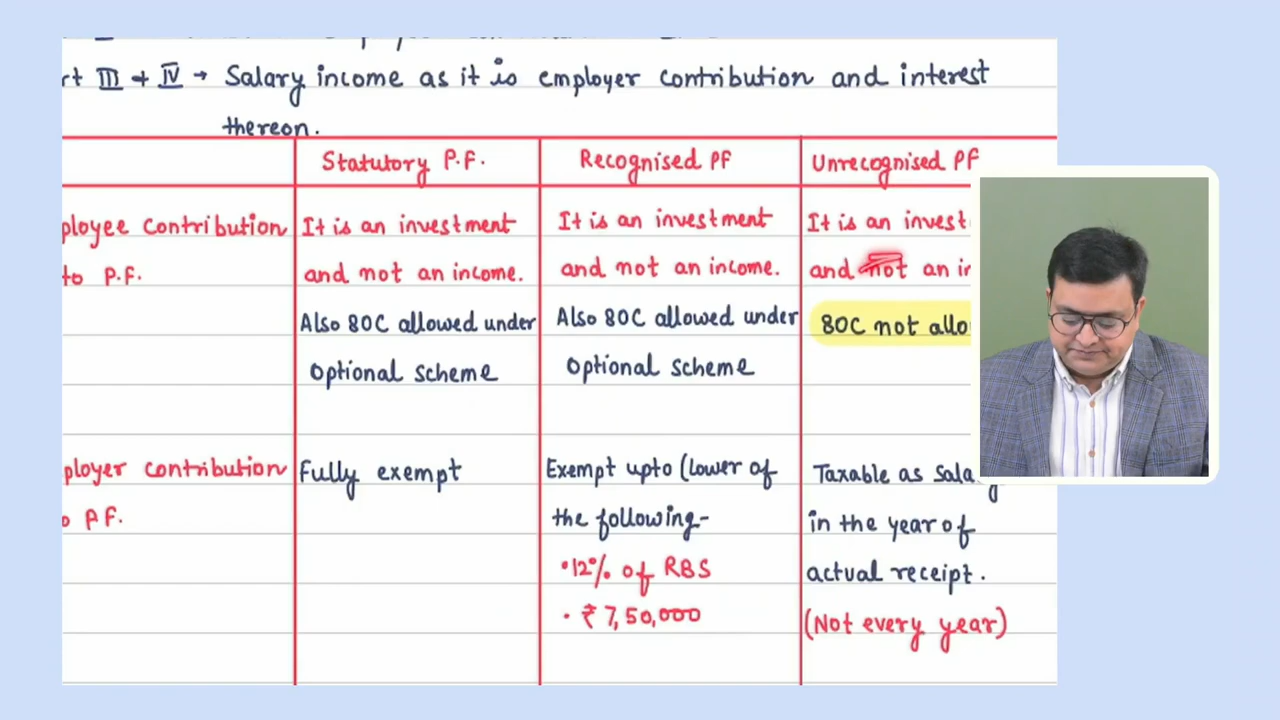 rt III + IV → Salary income as it is employer contribution and interest
thereon.
Statutory P.F.
Recognised PF
Unrecognised PF
ployee contribution
to P.F.
It is an investment
and not an income.
Also 80C allowed under
Optional scheme
It is an investment
and not an income.
Also 80C allowed under
Optional scheme
It is an invest
and not an in
80C not allo
ployer contribution
o PF.
Fully exempt
Exempt upto (lower of
the following-
•12% of RBS
• ₹ 7,50,000
Taxable as Salary
in the year of
actual receipt.
(Not every year)